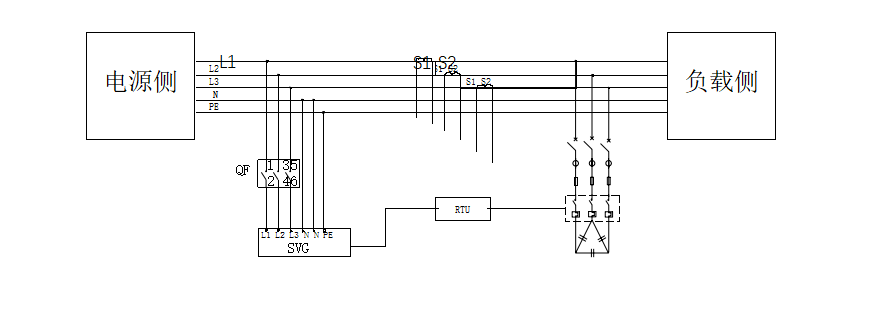 电源侧
负载侧
L1
L2
L3
N
PE
S1 S2
S1
S1 S2
QF
1 3 5
2 4 6
L1 L2 L3 N N PE
SVG
RTU